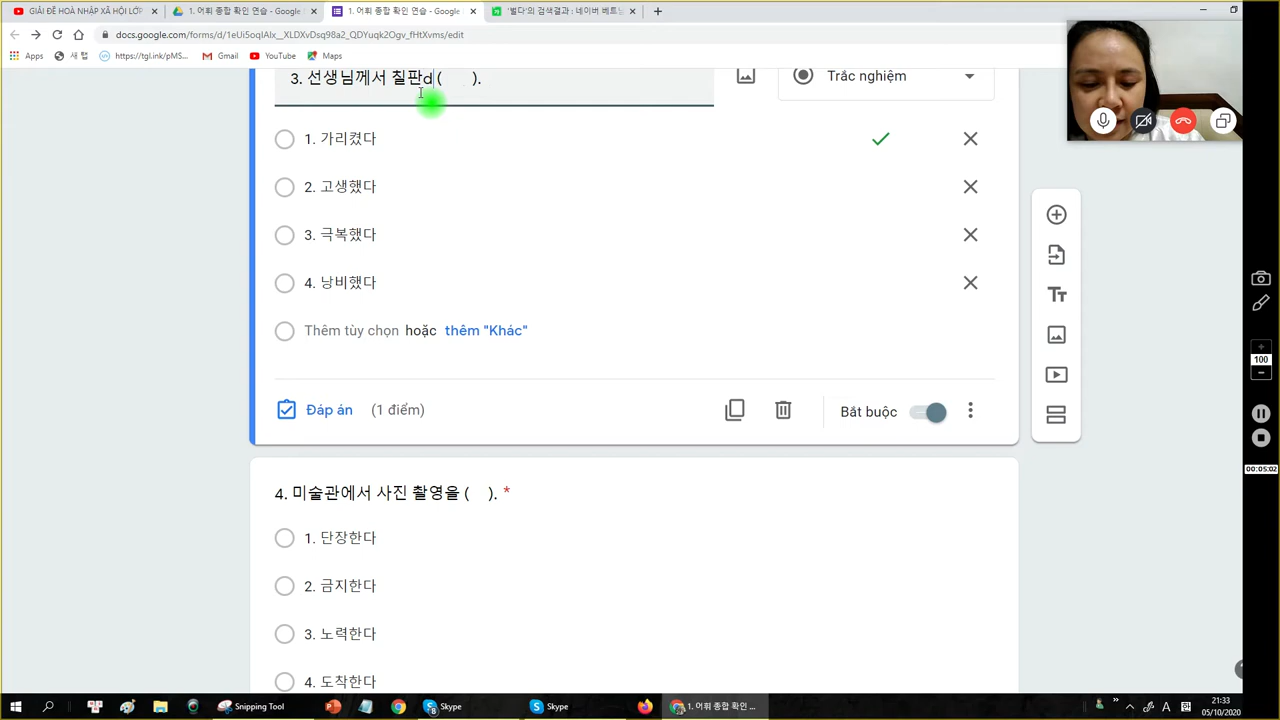 GIẢI ĐỀ HOÀ NHẬP XÃ HỘI LỚP
1. 어휘 종합 확인 연습 - Google
1. 어휘 종합 확인 연습 - Google
'벌다'의 검색결과 : 네이버 베트남
docs.google.com/forms/d/1eUi5oqIAIx_XLDXvDsq98a2_QDYuqk2Ogv_fHtXvms/edit
Apps
새 탭
https://tgl.ink/pMS...
Gmail
YouTube
Maps
3. 선생님께서 칠판d( ).
Trắc nghiệm
1. 가리켰다
2. 고생했다
3. 극복했다
4. 낭비했다
Thêm tùy chọn hoặc thêm "Khác"
Đáp án (1 điểm)
Bắt buộc
100
00:05:02
4. 미술관에서 사진 촬영을 ( ). *
1. 단장한다
2. 금지한다
3. 노력한다
4. 도착한다
Snipping Tool
Skype
Skype
1. 어휘 종합 확인 ...
A
21:33
05/10/2020